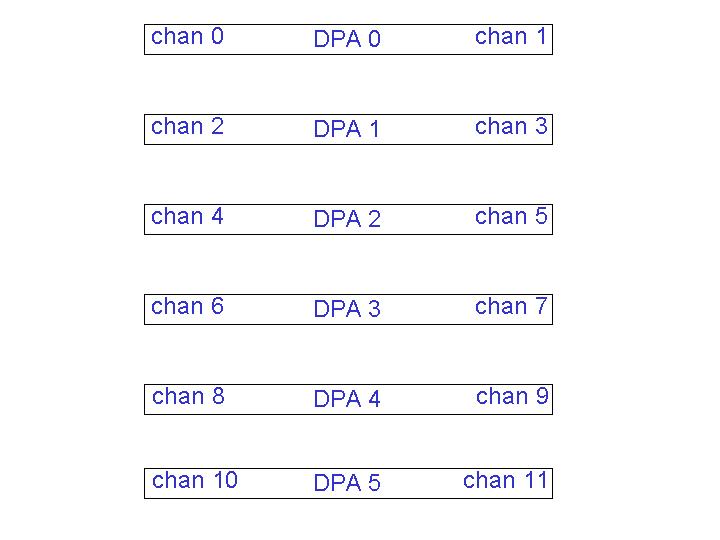 chan 0 DPA 0 chan 1
chan 2 DPA 1 chan 3
chan 4 DPA 2 chan 5
chan 6 DPA 3 chan 7
chan 8 DPA 4 chan 9
chan 10 DPA 5 chan 11